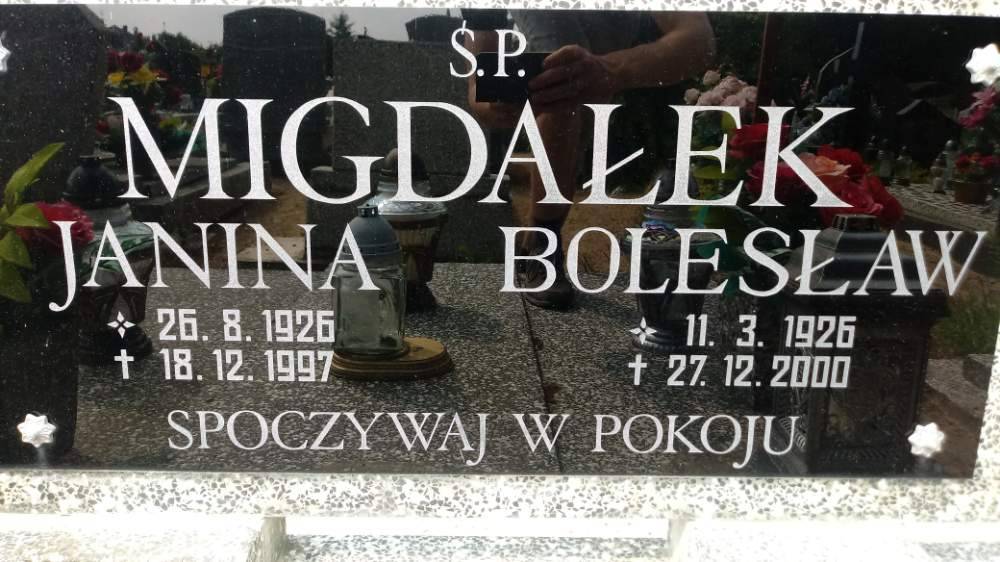 Ś.P.
MIGDAŁEK
JANINA BOLESŁAW
26. 8. 1926 11. 3. 1926
✝ 18. 12. 1997 ✝ 27. 12. 2000
SPOCZYWAJ W POKOJU